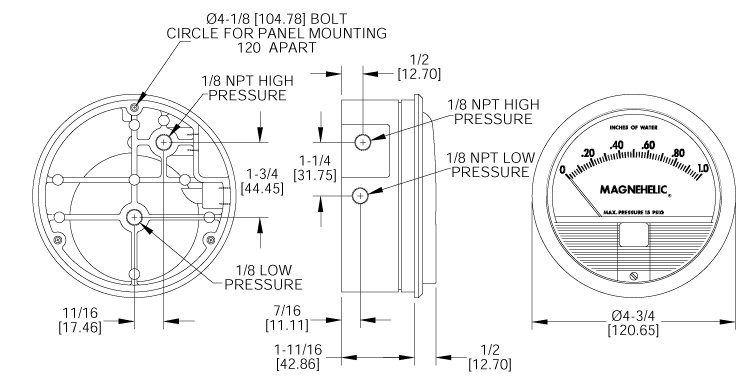 Ø4-1/8 [104.78] BOLT
CIRCLE FOR PANEL MOUNTING
120 APART
1/8 NPT HIGH
PRESSURE
1-3/4
[44.45]
1/8 LOW
PRESSURE
11/16
[17.46]
1/2
[12.70]
1/8 NPT HIGH
PRESSURE
1-1/4
[31.75]
1/8 NPT LOW
PRESSURE
7/16
[11.11]
1-11/16
[42.86]
1/2
[12.70]
INCHES OF WATER
0 .20 .40 .60 .80 1.0
MAGNEHELIC®
MAX. PRESSURE 15 PSIG
Ø4-3/4
[120.65]